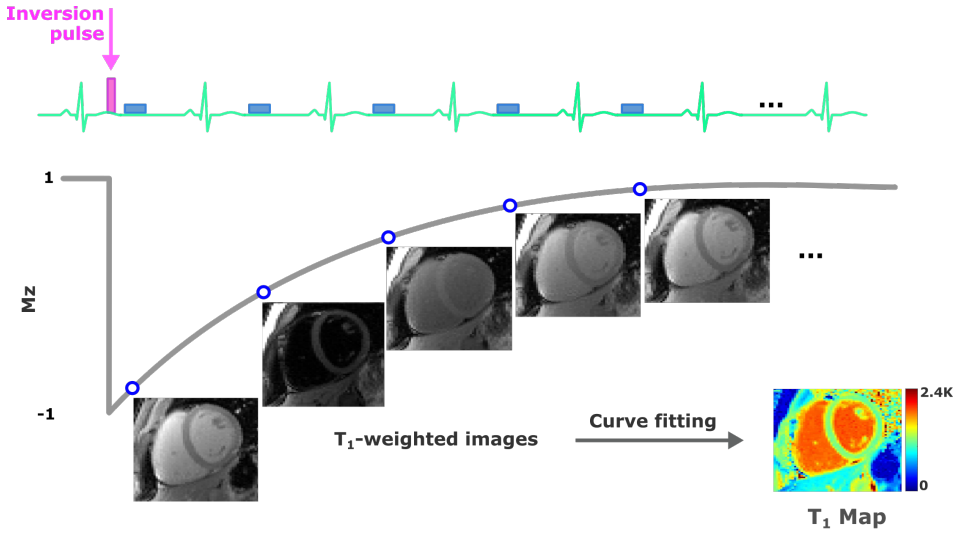 Inversion
pulse
...
1
Mz
-1
...
T₁-weighted images
Curve fitting
2.4K
0
T₁ Map